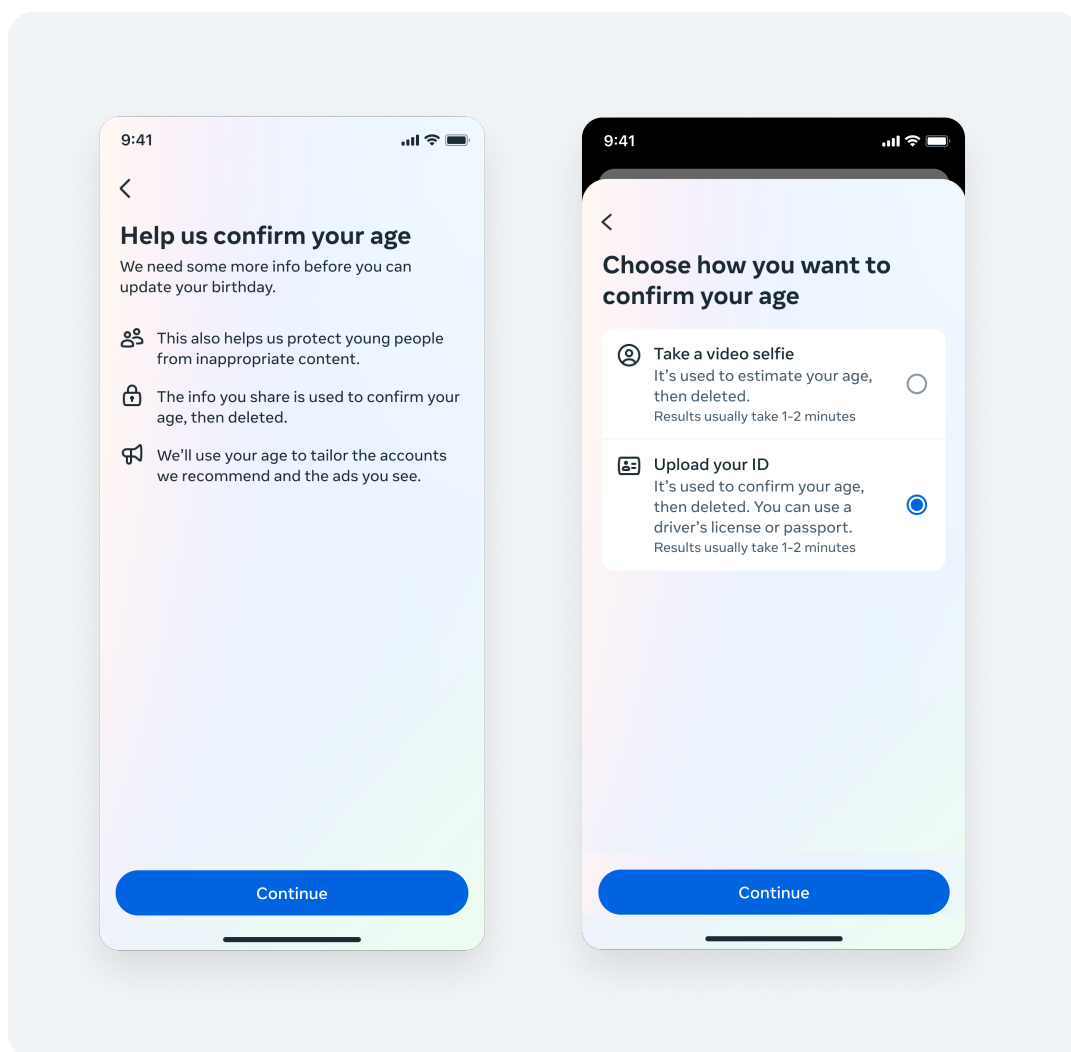 9:41
Help us confirm your age
We need some more info before you can
update your birthday.
This also helps us protect young people
from inappropriate content.
The info you share is used to confirm your
age, then deleted.
We’ll use your age to tailor the accounts
we recommend and the ads you see.
Continue
9:41
Choose how you want to
confirm your age
Take a video selfie
It’s used to estimate your age,
then deleted.
Results usually take 1-2 minutes
Upload your ID
It’s used to confirm your age,
then deleted. You can use a
driver’s license or passport.
Results usually take 1-2 minutes
Continue